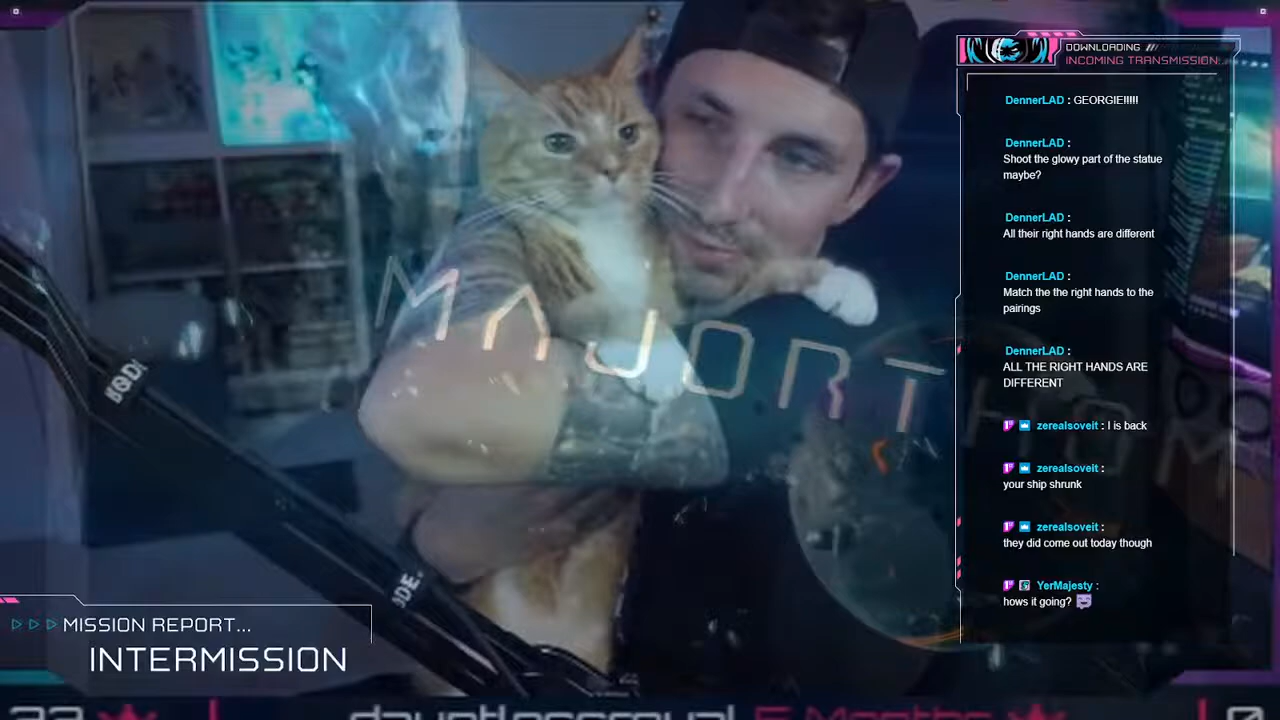 DOWNLOADING ///
INCOMING TRANSMISSION...
DennerLAD : GEORGIE!!!!!
DennerLAD :
Shoot the glowy part of the statue
maybe?
DennerLAD :
All their right hands are different
DennerLAD :
Match the the right hands to the
pairings
DennerLAD :
ALL THE RIGHT HANDS ARE
DIFFERENT
zerealsoveit : I is back
zerealsoveit :
your ship shrunk
zerealsoveit :
they did come out today though
YerMajesty :
hows it going?
MAJORTHOM
MISSION REPORT...
INTERMISSION